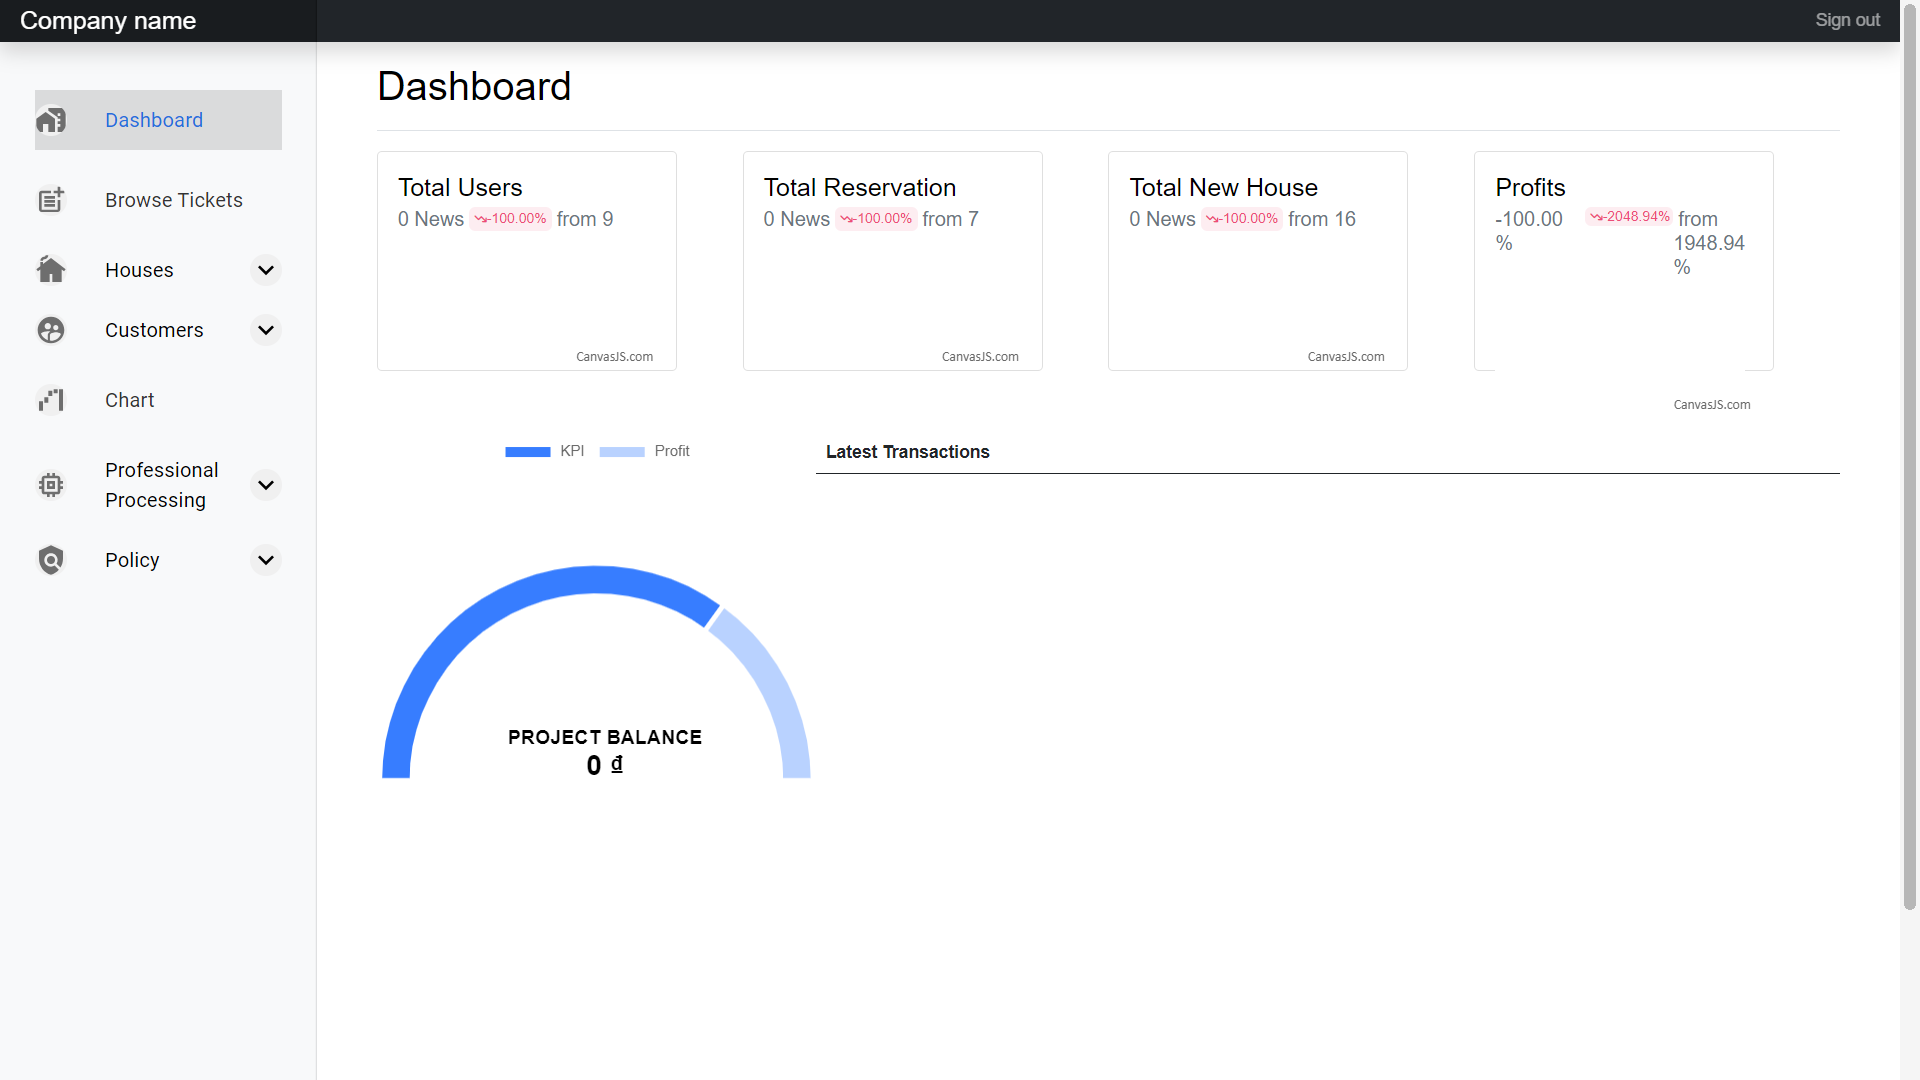 Company name
Sign out
Dashboard
Dashboard
Browse Tickets
Houses
Customers
Chart
Professional
Processing
Policy
Total Users
0 News -100.00% from 9
CanvasJS.com
Total Reservation
0 News -100.00% from 7
CanvasJS.com
Total New House
0 News -100.00% from 16
CanvasJS.com
Profits
-100.00 -2048.94% from
% 1948.94
%
CanvasJS.com
KPI Profit
PROJECT BALANCE
0 ₫
Latest Transactions